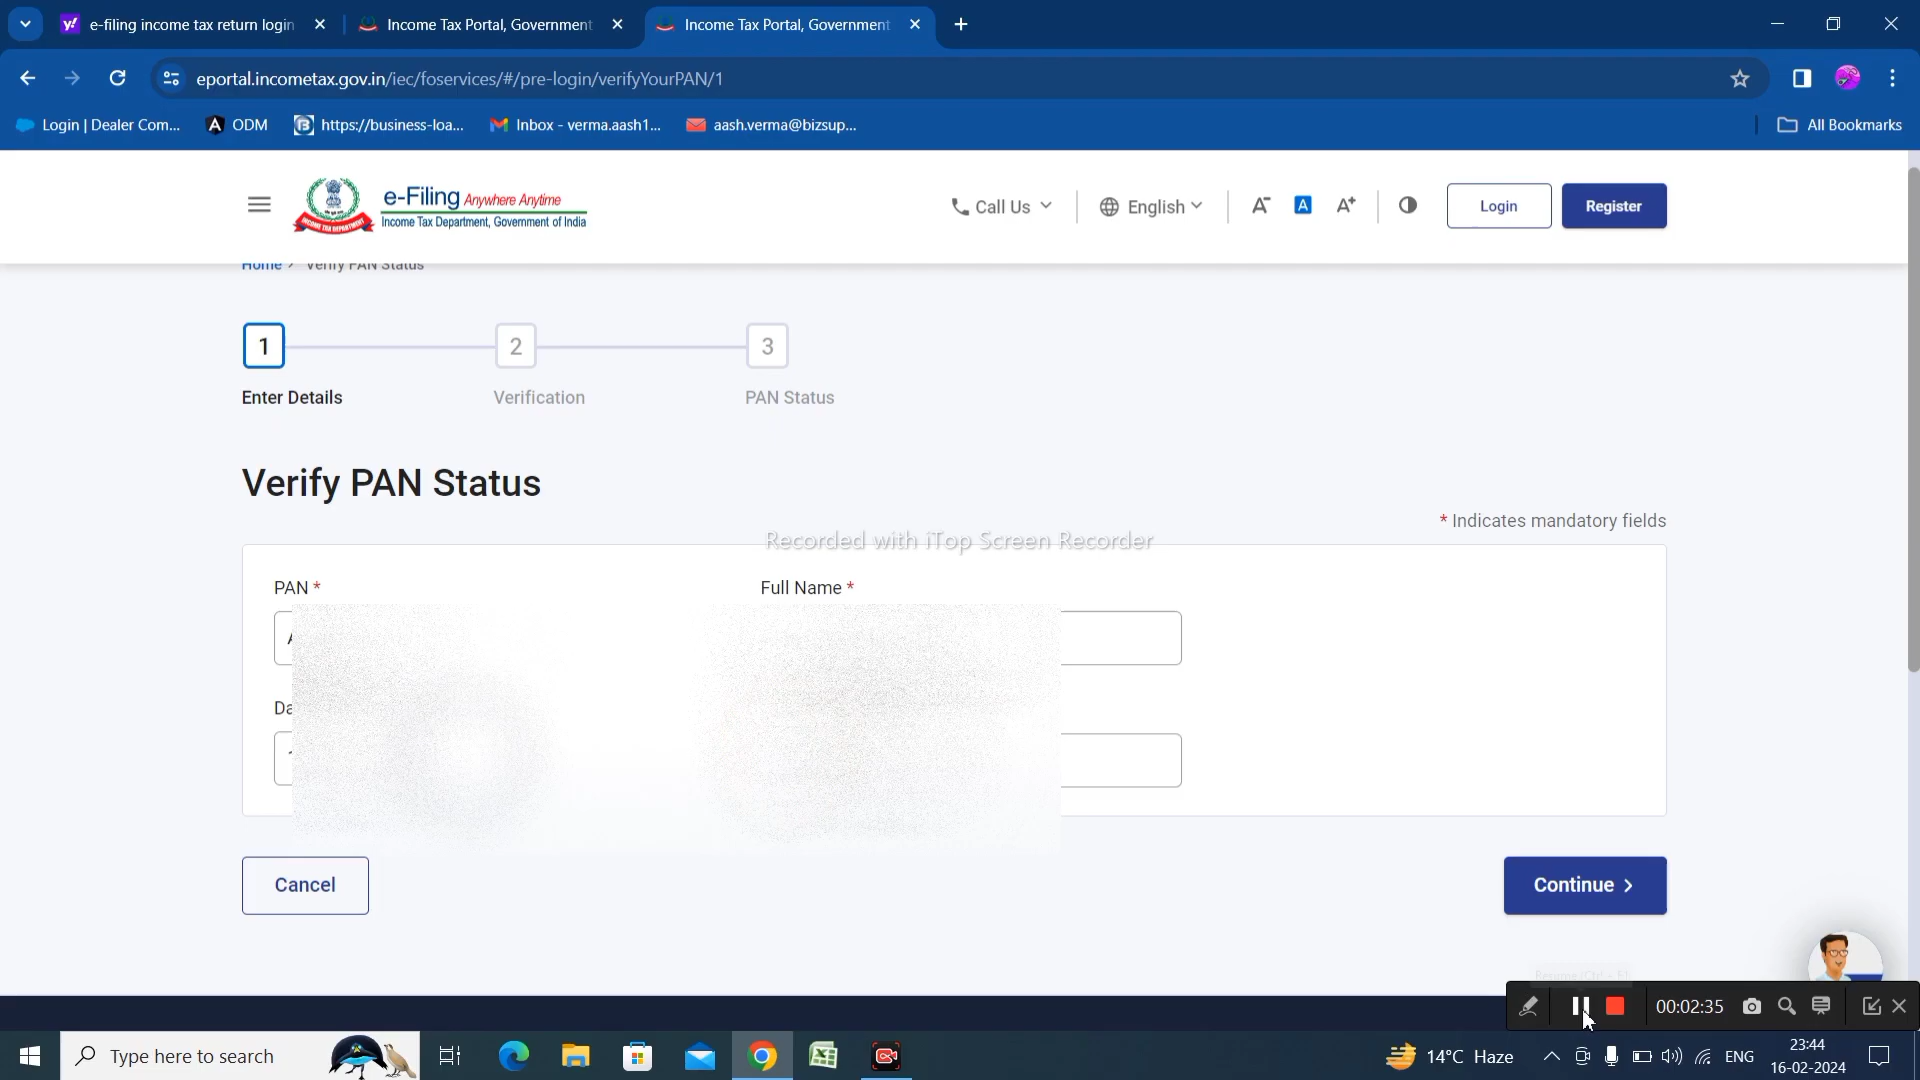 e-filing income tax return login
Income Tax Portal, Government
Income Tax Portal, Government
eportal.incometax.gov.in/iec/foservices/#/pre-login/verifyYourPAN/1
Login | Dealer Com...
ODM
https://business-loa...
Inbox - verma.aash1...
aash.verma@bizsup...
All Bookmarks
e-Filing Anywhere Anytime
Income Tax Department, Government of India
Call Us
English
A-
A
A+
Login
Register
Home > Verify PAN Status
1
2
3
Enter Details
Verification
PAN Status
Verify PAN Status
* Indicates mandatory fields
Recorded with iTop Screen Recorder
PAN *
Full Name *
Cancel
Continue >
00:02:35
Type here to search
14°C Haze
ENG
23:44
16-02-2024